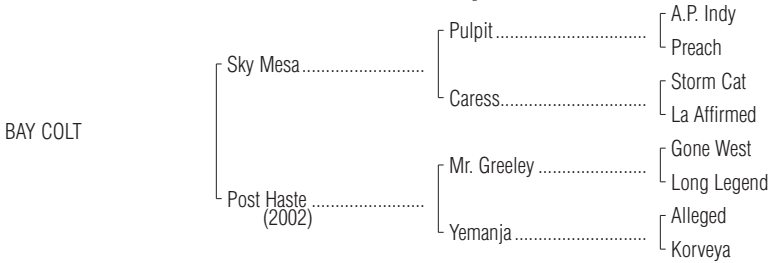 A.P. Indy
Pulpit ................................
Preach
Sky Mesa..........................
Storm Cat
Caress...............................
La Affirmed
BAY COLT
Gone West
Mr. Greeley .......................
Long Legend
Post Haste ........................
(2002)
Alleged
Yemanja............................
Korveya